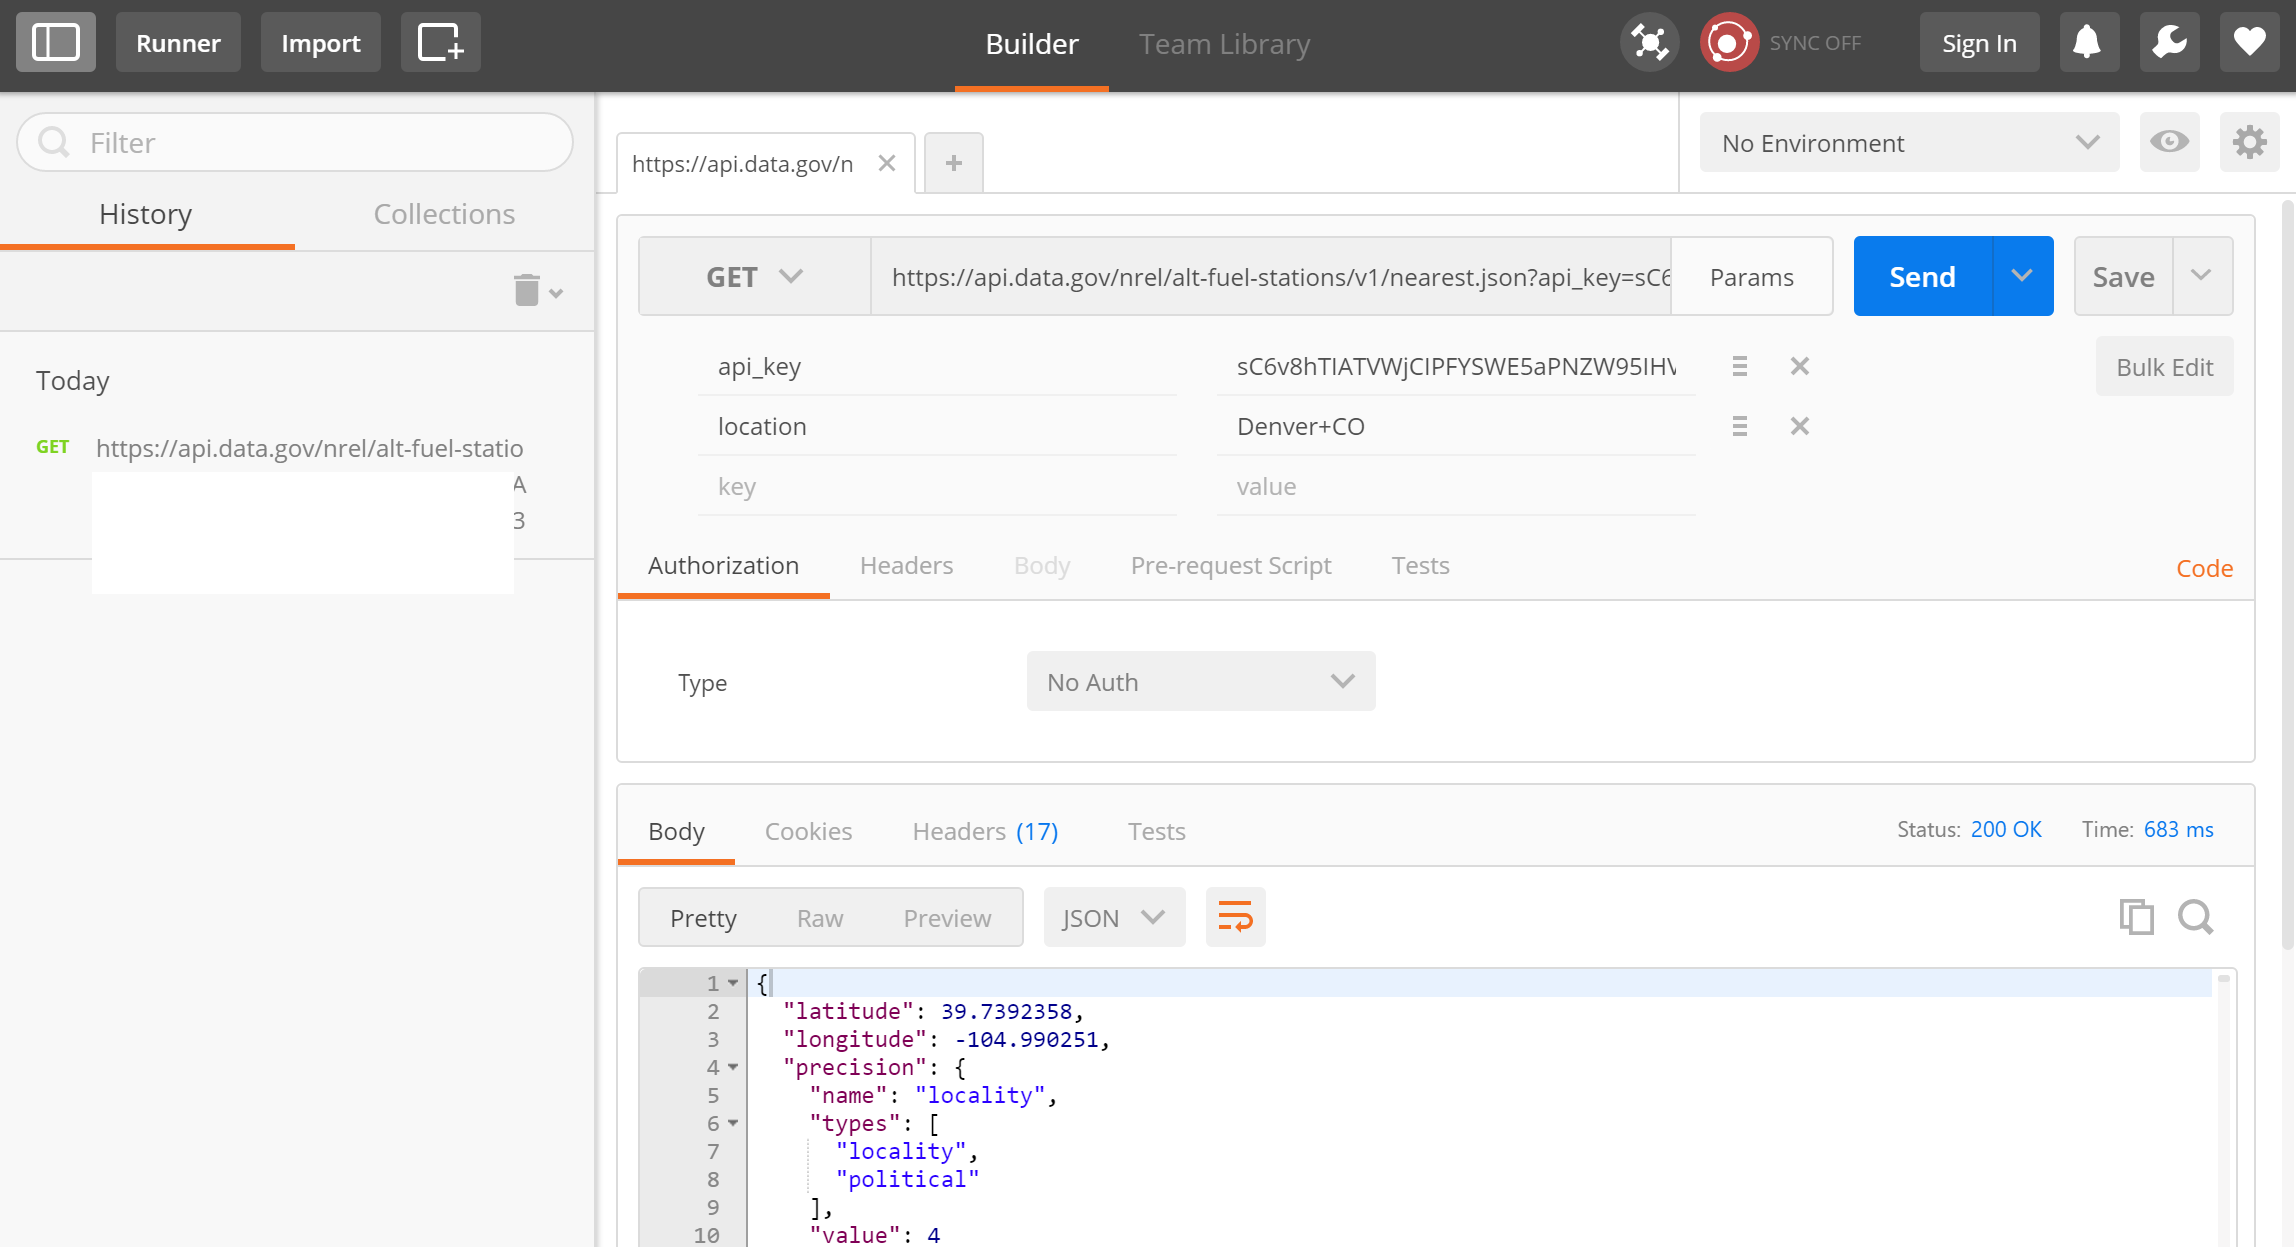 Runner Import Builder Team Library SYNC OFF Sign In
Filter
History Collections
Today
GET https://api.data.gov/nrel/alt-fuel-statio
A
3
https://api.data.gov/n
No Environment
GET https://api.data.gov/nrel/alt-fuel-stations/v1/nearest.json?api_key=sC6 Params Send Save
api_key sC6v8hTIATVWjCIPFYSWE5aPNZW95IHV Bulk Edit
location Denver+CO
key value
Authorization Headers Body Pre-request Script Tests Code
Type No Auth
Body Cookies Headers (17) Tests Status: 200 OK Time: 683 ms
Pretty Raw Preview JSON
1 {
2 "latitude": 39.7392358,
3 "longitude": -104.990251,
4 "precision": {
5 "name": "locality",
6 "types": [
7 "locality",
8 "political"
9 ],
10 "value": 4